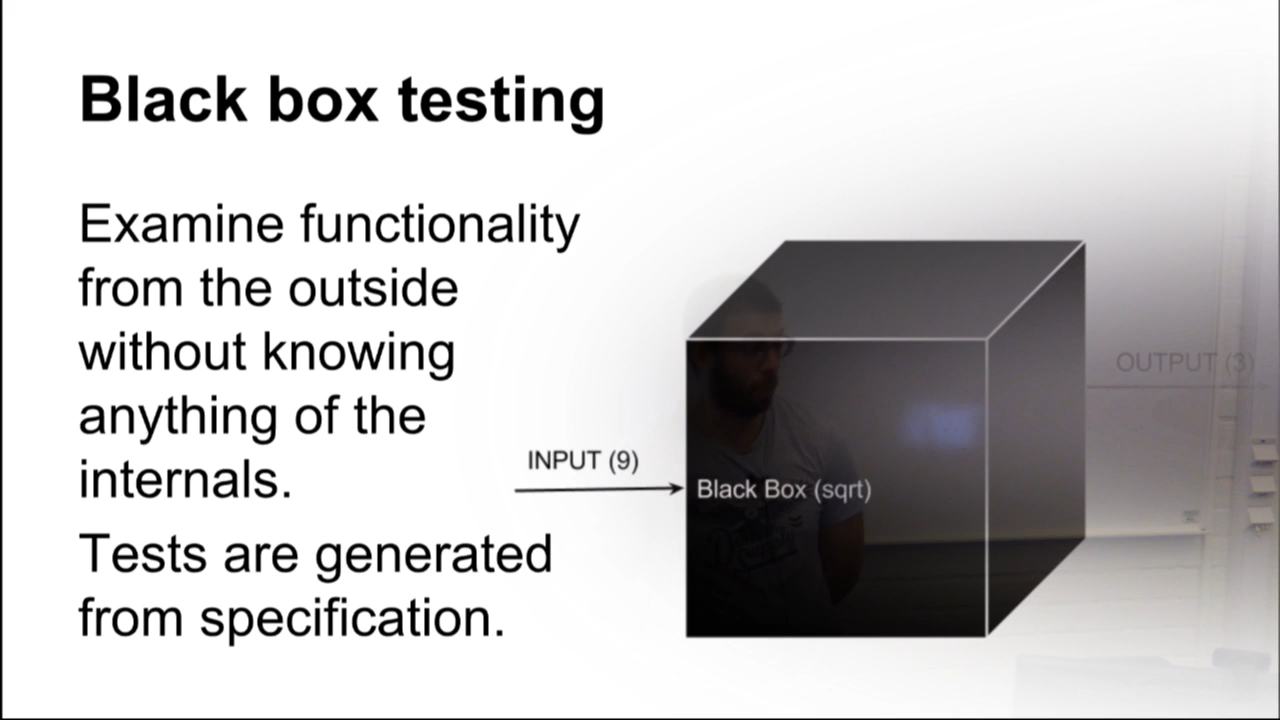 Black box testing
Examine functionality
from the outside
without knowing
anything of the
internals.
Tests are generated
from specification.
INPUT (9)
Black Box (sqrt)
OUTPUT (3)